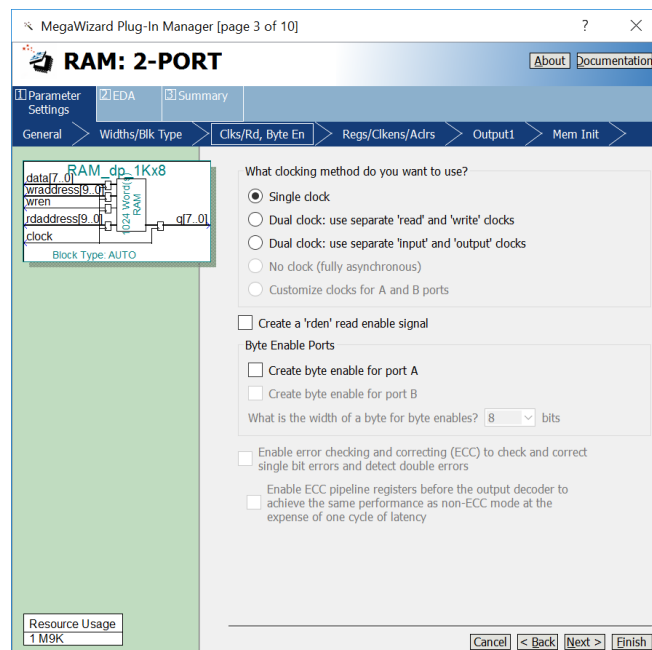 MegaWizard Plug-In Manager [page 3 of 10]
? ×
RAM: 2-PORT
About Documentation
1 Parameter Settings
2 EDA
3 Summary
General
Widths/Blk Type
Clks/Rd, Byte En
Regs/Clkens/Adrs
Output1
Mem Init
RAM_dp_1Kx8
data[7..0]
wraddress[9..0]
wren
rdaddress[9..0]
q[7..0]
clock
1024 Word(s)
RAM
Block Type: AUTO
What clocking method do you want to use?
Single clock
Dual clock: use separate 'read' and 'write' clocks
Dual clock: use separate 'input' and 'output' clocks
No clock (fully asynchronous)
Customize clocks for A and B ports
Create a 'rden' read enable signal
Byte Enable Ports
Create byte enable for port A
Create byte enable for port B
What is the width of a byte for byte enables? 8 bits
Enable error checking and correcting (ECC) to check and correct
single bit errors and detect double errors
Enable ECC pipeline registers before the output decoder to
achieve the same performance as non-ECC mode at the
expense of one cycle of latency
Resource Usage
1 M9K
Cancel < Back Next > Finish